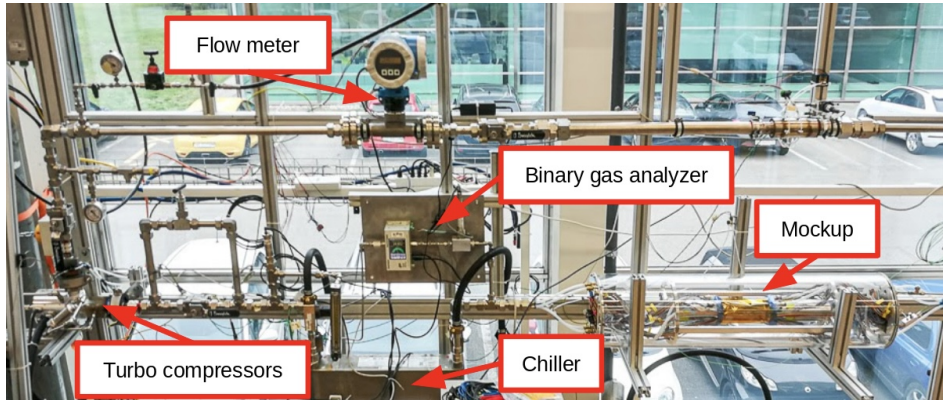 Flow meter
Binary gas analyzer
Mockup
Turbo compressors
Chiller